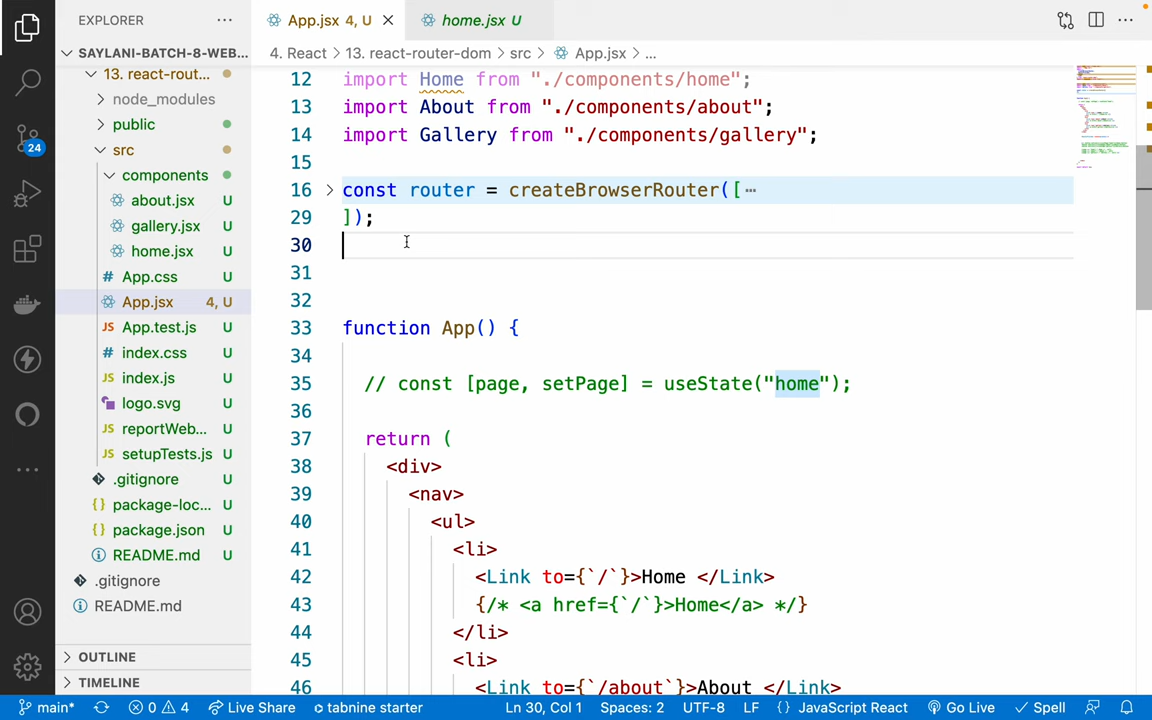 EXPLORER
SAYLANI-BATCH-8-WEB...
13. react-rout...
node_modules
public
src
components
about.jsx U
gallery.jsx U
home.jsx U
App.css U
App.jsx 4, U
App.test.js U
index.css U
index.js U
logo.svg U
reportWeb... U
setupTests.js U
.gitignore U
package-loc... U
package.json U
README.md U
.gitignore
README.md
OUTLINE
TIMELINE
24
App.jsx 4, U
home.jsx U
4. React > 13. react-router-dom > src > App.jsx > ...
12 import Home from "./components/home";
13 import About from "./components/about";
14 import Gallery from "./components/gallery";
15
16 const router = createBrowserRouter([ ...
29 ]);
30
31
32
33 function App() {
34
35 // const [page, setPage] = useState("home");
36
37 return (
38 <div>
39 <nav>
40 <ul>
41 <li>
42 <Link to={`/`}>Home </Link>
43 {/* <a href={`/`}>Home</a> */}
44 </li>
45 <li>
46 <Link to={`/about`}>About </Link>
main* 0 4 Live Share tabnine starter Ln 30, Col 1 Spaces: 2 UTF-8 LF {} JavaScript React Go Live Spell